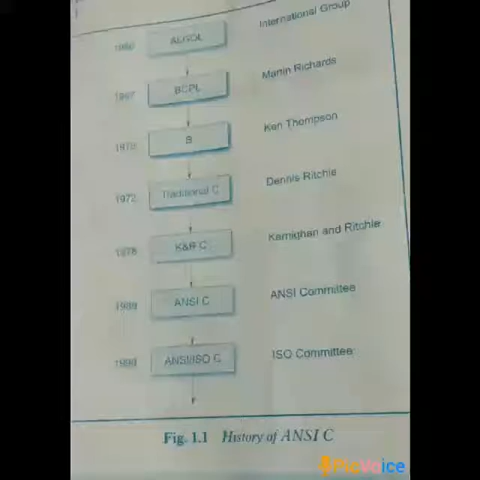 1960 ALGOL International Group
1967 BCPL Martin Richards
1970 B Ken Thompson
1972 Traditional C Dennis Ritchie
1978 K&R C Kernighan and Ritchie
1989 ANSI C ANSI Committee
1990 ANSI/ISO C ISO Committee
Fig. 1.1 History of ANSI C
PicVoice